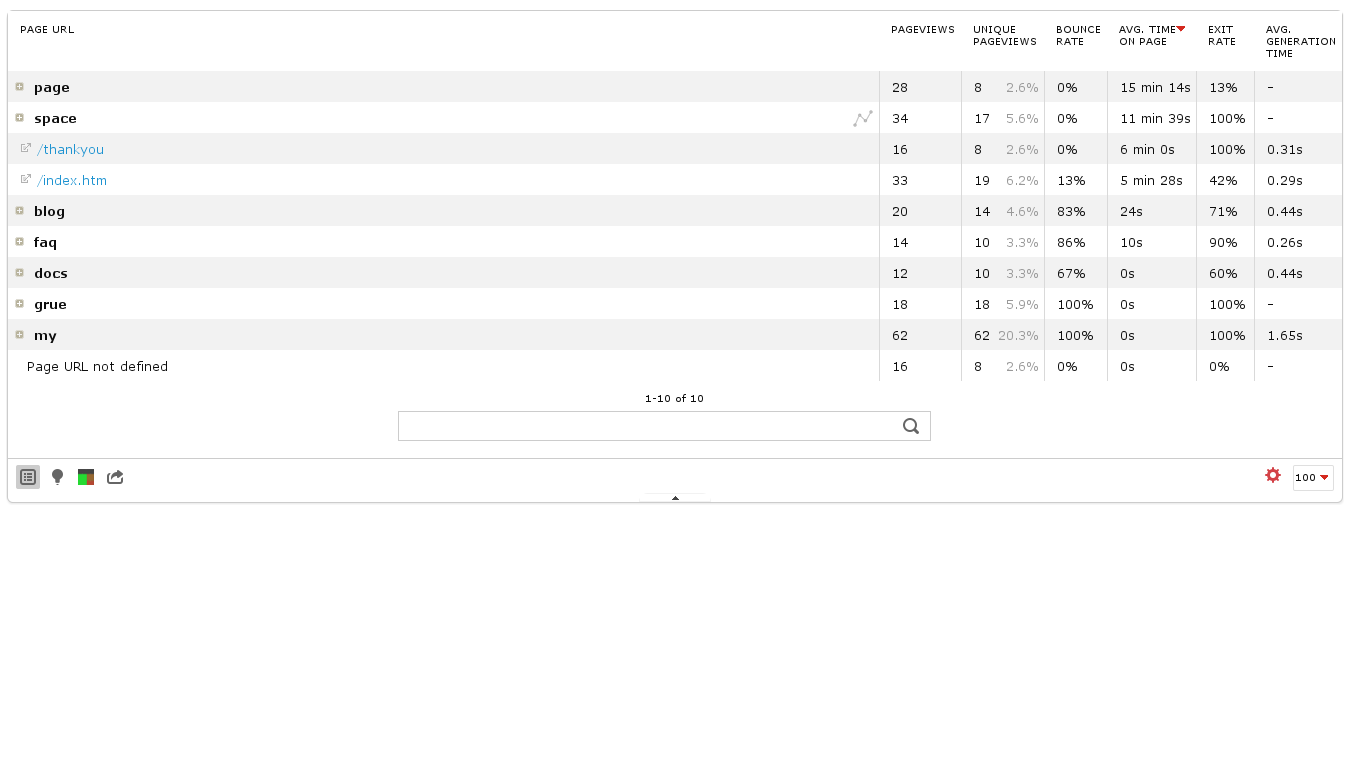 PAGE URL PAGEVIEWS UNIQUE PAGEVIEWS BOUNCE RATE AVG. TIME ON PAGE EXIT RATE AVG. GENERATION TIME
page 28 8 2.6% 0% 15 min 14s 13% -
space 34 17 5.6% 0% 11 min 39s 100% -
/thankyou 16 8 2.6% 0% 6 min 0s 100% 0.31s
/index.htm 33 19 6.2% 13% 5 min 28s 42% 0.29s
blog 20 14 4.6% 83% 24s 71% 0.44s
faq 14 10 3.3% 86% 10s 90% 0.26s
docs 12 10 3.3% 67% 0s 60% 0.44s
grue 18 18 5.9% 100% 0s 100% -
my 62 62 20.3% 100% 0s 100% 1.65s
Page URL not defined 16 8 2.6% 0% 0s 0% -
1-10 of 10
100